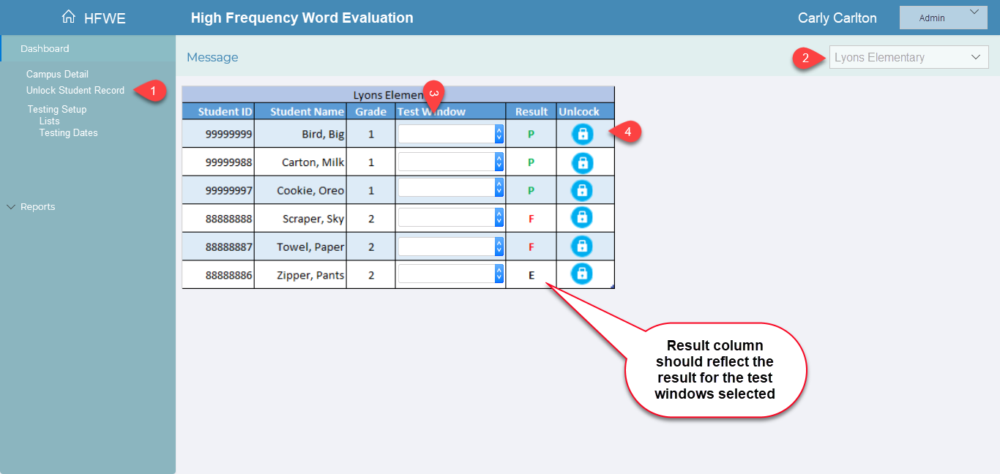 HFWE
High Frequency Word Evaluation
Carly Carlton
Admin
Dashboard
Message
2
Lyons Elementary
Campus Detail
Unlock Student Record
1
Testing Setup
Lists
Testing Dates
Reports
Lyons Elemen
3
Student ID Student Name Grade Test Window Result Unlcock
99999999 Bird, Big 1 P
4
99999988 Carton, Milk 1 P
99999997 Cookie, Oreo 1 P
88888888 Scraper, Sky 2 F
88888887 Towel, Paper 2 F
88888886 Zipper, Pants 2 E
Result column
should reflect the
result for the test
windows selected